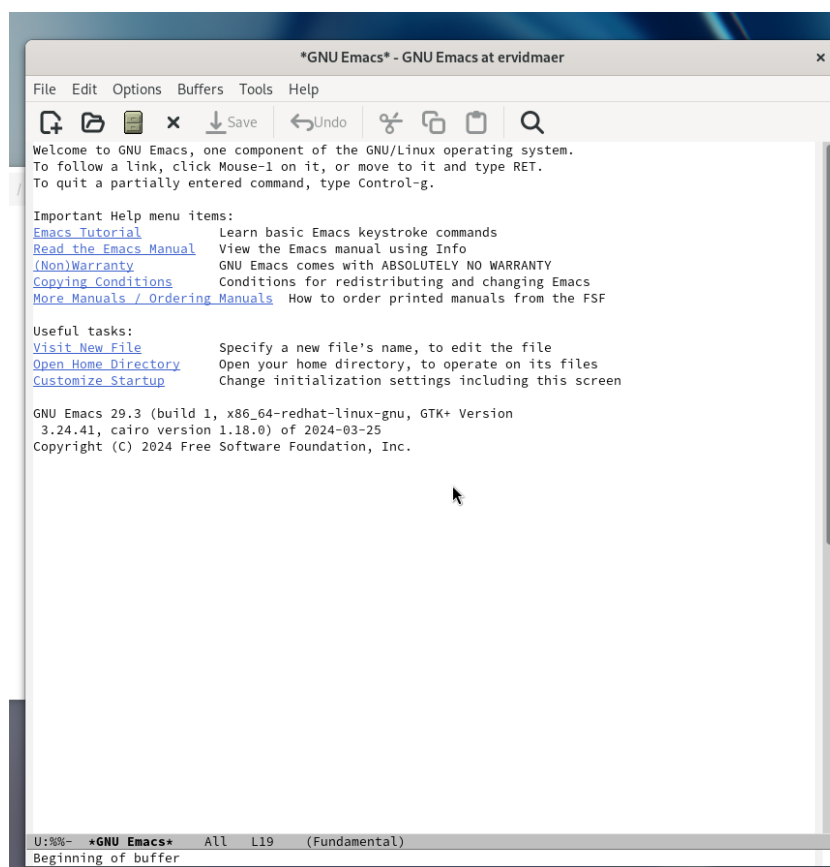 *GNU Emacs* - GNU Emacs at ervidmaer ×
File Edit Options Buffers Tools Help
Save Undo
Welcome to GNU Emacs, one component of the GNU/Linux operating system.
To follow a link, click Mouse-1 on it, or move to it and type RET.
To quit a partially entered command, type Control-g.
Important Help menu items:
Emacs Tutorial Learn basic Emacs keystroke commands
Read the Emacs Manual View the Emacs manual using Info
(Non)Warranty GNU Emacs comes with ABSOLUTELY NO WARRANTY
Copying Conditions Conditions for redistributing and changing Emacs
More Manuals / Ordering Manuals How to order printed manuals from the FSF
Useful tasks:
Visit New File Specify a new file’s name, to edit the file
Open Home Directory Open your home directory, to operate on its files
Customize Startup Change initialization settings including this screen
GNU Emacs 29.3 (build 1, x86_64-redhat-linux-gnu, GTK+ Version
3.24.41, cairo version 1.18.0) of 2024-03-25
Copyright (C) 2024 Free Software Foundation, Inc.
U:%%- *GNU Emacs* All L19 (Fundamental)
Beginning of buffer